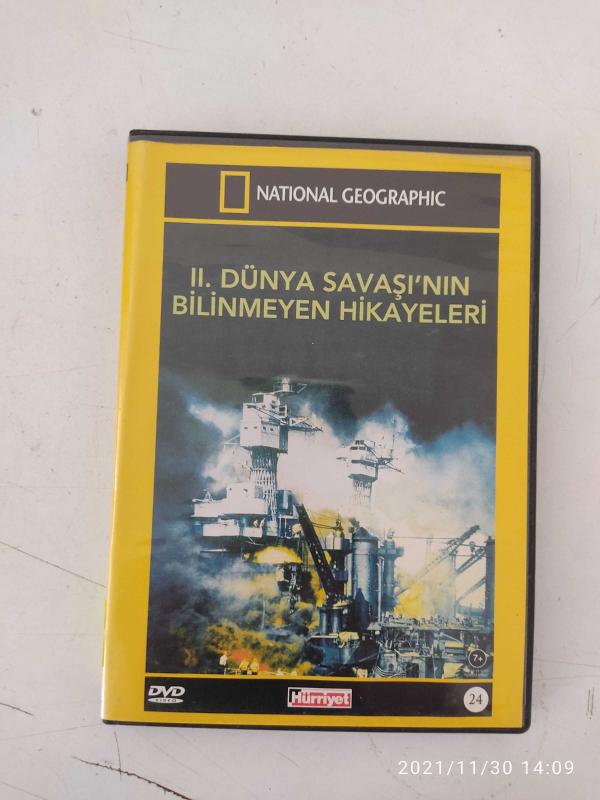 NATIONAL GEOGRAPHIC
II. DÜNYA SAVAŞI'NIN
BİLİNMEYEN HİKAYELERİ
7+
DVD
VIDEO
Hürriyet
24
2021/11/30 14:09